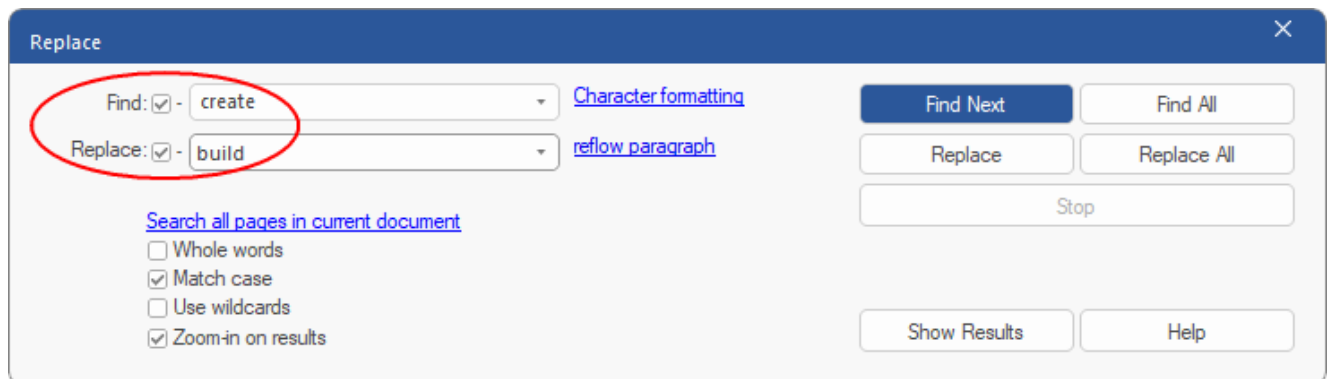 Replace
Find: - create Character formatting Find Next Find All
Replace: - build reflow paragraph Replace Replace All
Stop
Search all pages in current document
Whole words
Match case
Use wildcards
Zoom-in on results Show Results Help